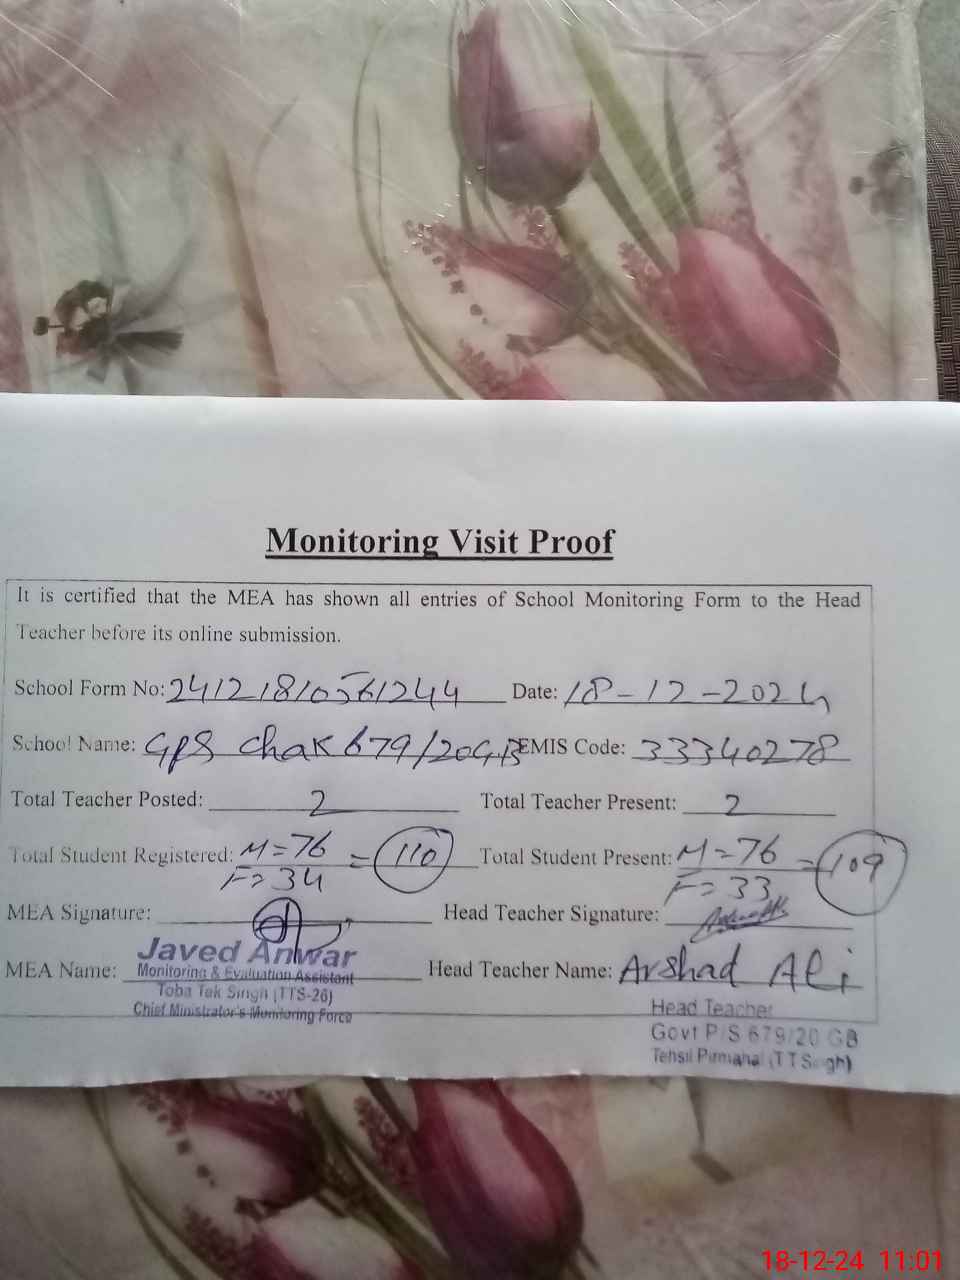 Monitoring Visit Proof
It is certified that the MEA has shown all entries of School Monitoring Form to the Head
Teacher before its online submission.
School Form No: 24121810561244 Date: 18-12-2024
School Name: GPS Chak 679/20GB EMIS Code: 33340278
Total Teacher Posted: 2 Total Teacher Present: 2
Total Student Registered: M=76 = 110 Total Student Present: M=76 = 109
F=34 F=33
MEA Signature: Head Teacher Signature:
MEA Name: Javed Anwar Head Teacher Name: Arshad Ali
Monitoring & Evaluation Assistant
Toba Tek Singh (TTS-26)
Chief Ministrator's Monitoring Force
Head Teacher
Govt P/S 679/20 GB
Tehsil Pirmahal (T T Singh)
18-12-24 11:01